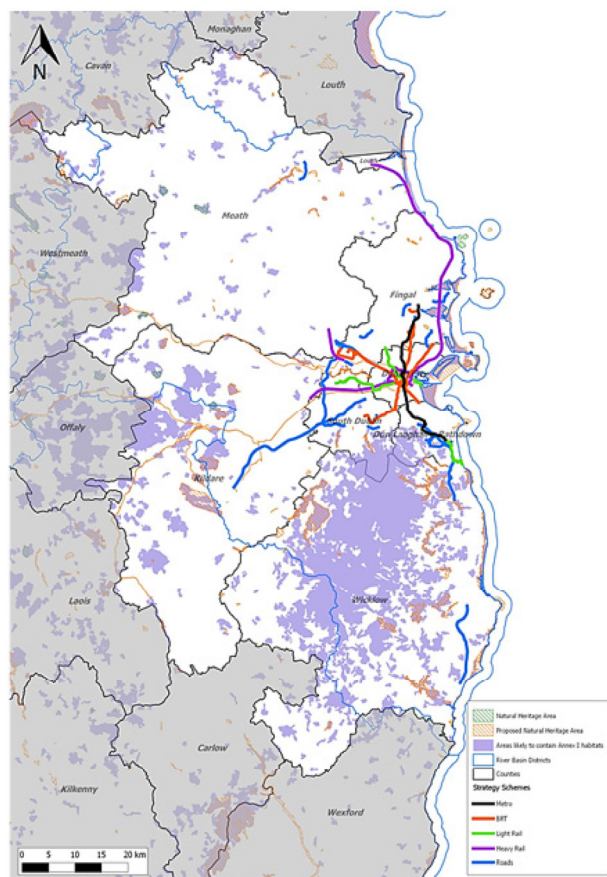 Monaghan
N
Cavan
Louth
Louth
Meath
Westmeath
Fingal
Offaly
South Dublin
Dún Laoghaire Rathdown
Kildare
Laois
Wicklow
Carlow
Kilkenny
Wexford
Natural Heritage Area
Proposed Natural Heritage Area
Areas likely to contain Annex I habitats
River Basin Districts
Counties
Strategy Schemes
Metro
BRT
Light Rail
Heavy Rail
Roads
0 5 10 15 20 km